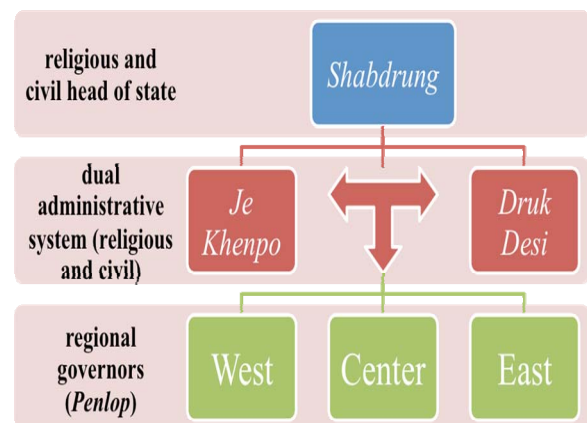 religious and
civil head of state
Shabdrung
dual
administrative
system (religious
and civil)
Je
Khenpo
Druk
Desi
regional
governors
(Penlop)
West
Center
East